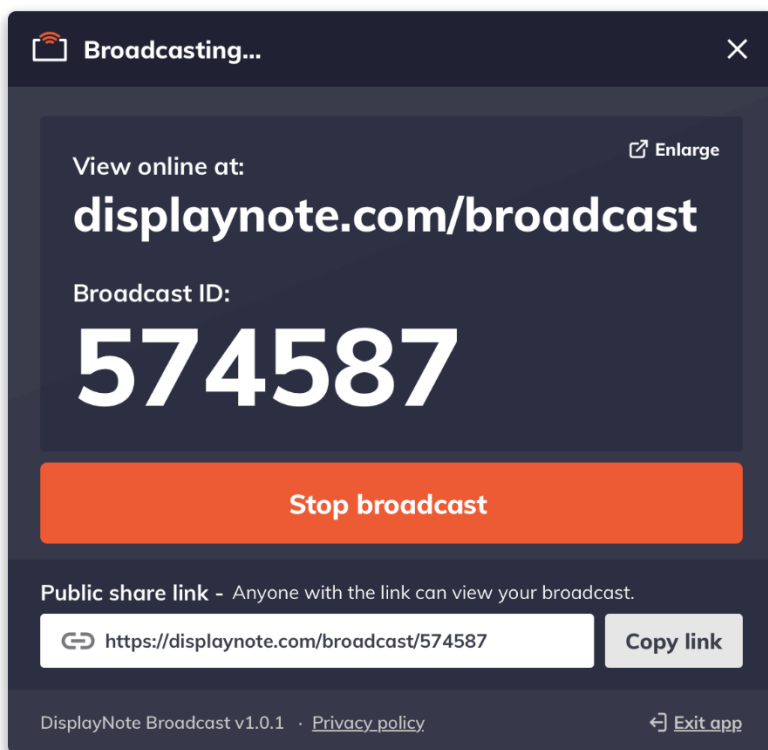 Broadcasting...
Enlarge
View online at:
displaynote.com/broadcast
Broadcast ID:
574587
Stop broadcast
Public share link - Anyone with the link can view your broadcast.
https://displaynote.com/broadcast/574587 Copy link
DisplayNote Broadcast v1.0.1 · Privacy policy Exit app